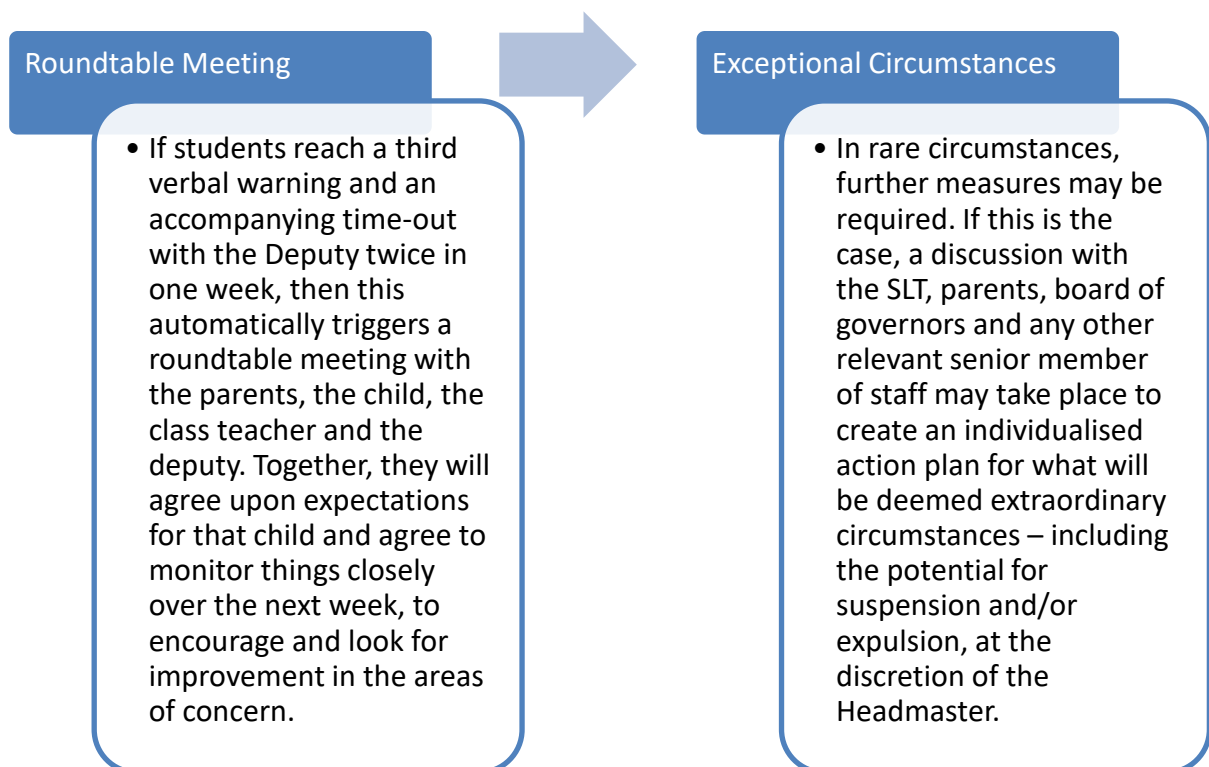 Roundtable Meeting
• If students reach a third
verbal warning and an
accompanying time-out
with the Deputy twice in
one week, then this
automatically triggers a
roundtable meeting with
the parents, the child, the
class teacher and the
deputy. Together, they will
agree upon expectations
for that child and agree to
monitor things closely
over the next week, to
encourage and look for
improvement in the areas
of concern.
Exceptional Circumstances
• In rare circumstances,
further measures may be
required. If this is the
case, a discussion with
the SLT, parents, board of
governors and any other
relevant senior member
of staff may take place to
create an individualised
action plan for what will
be deemed extraordinary
circumstances – including
the potential for
suspension and/or
expulsion, at the
discretion of the
Headmaster.